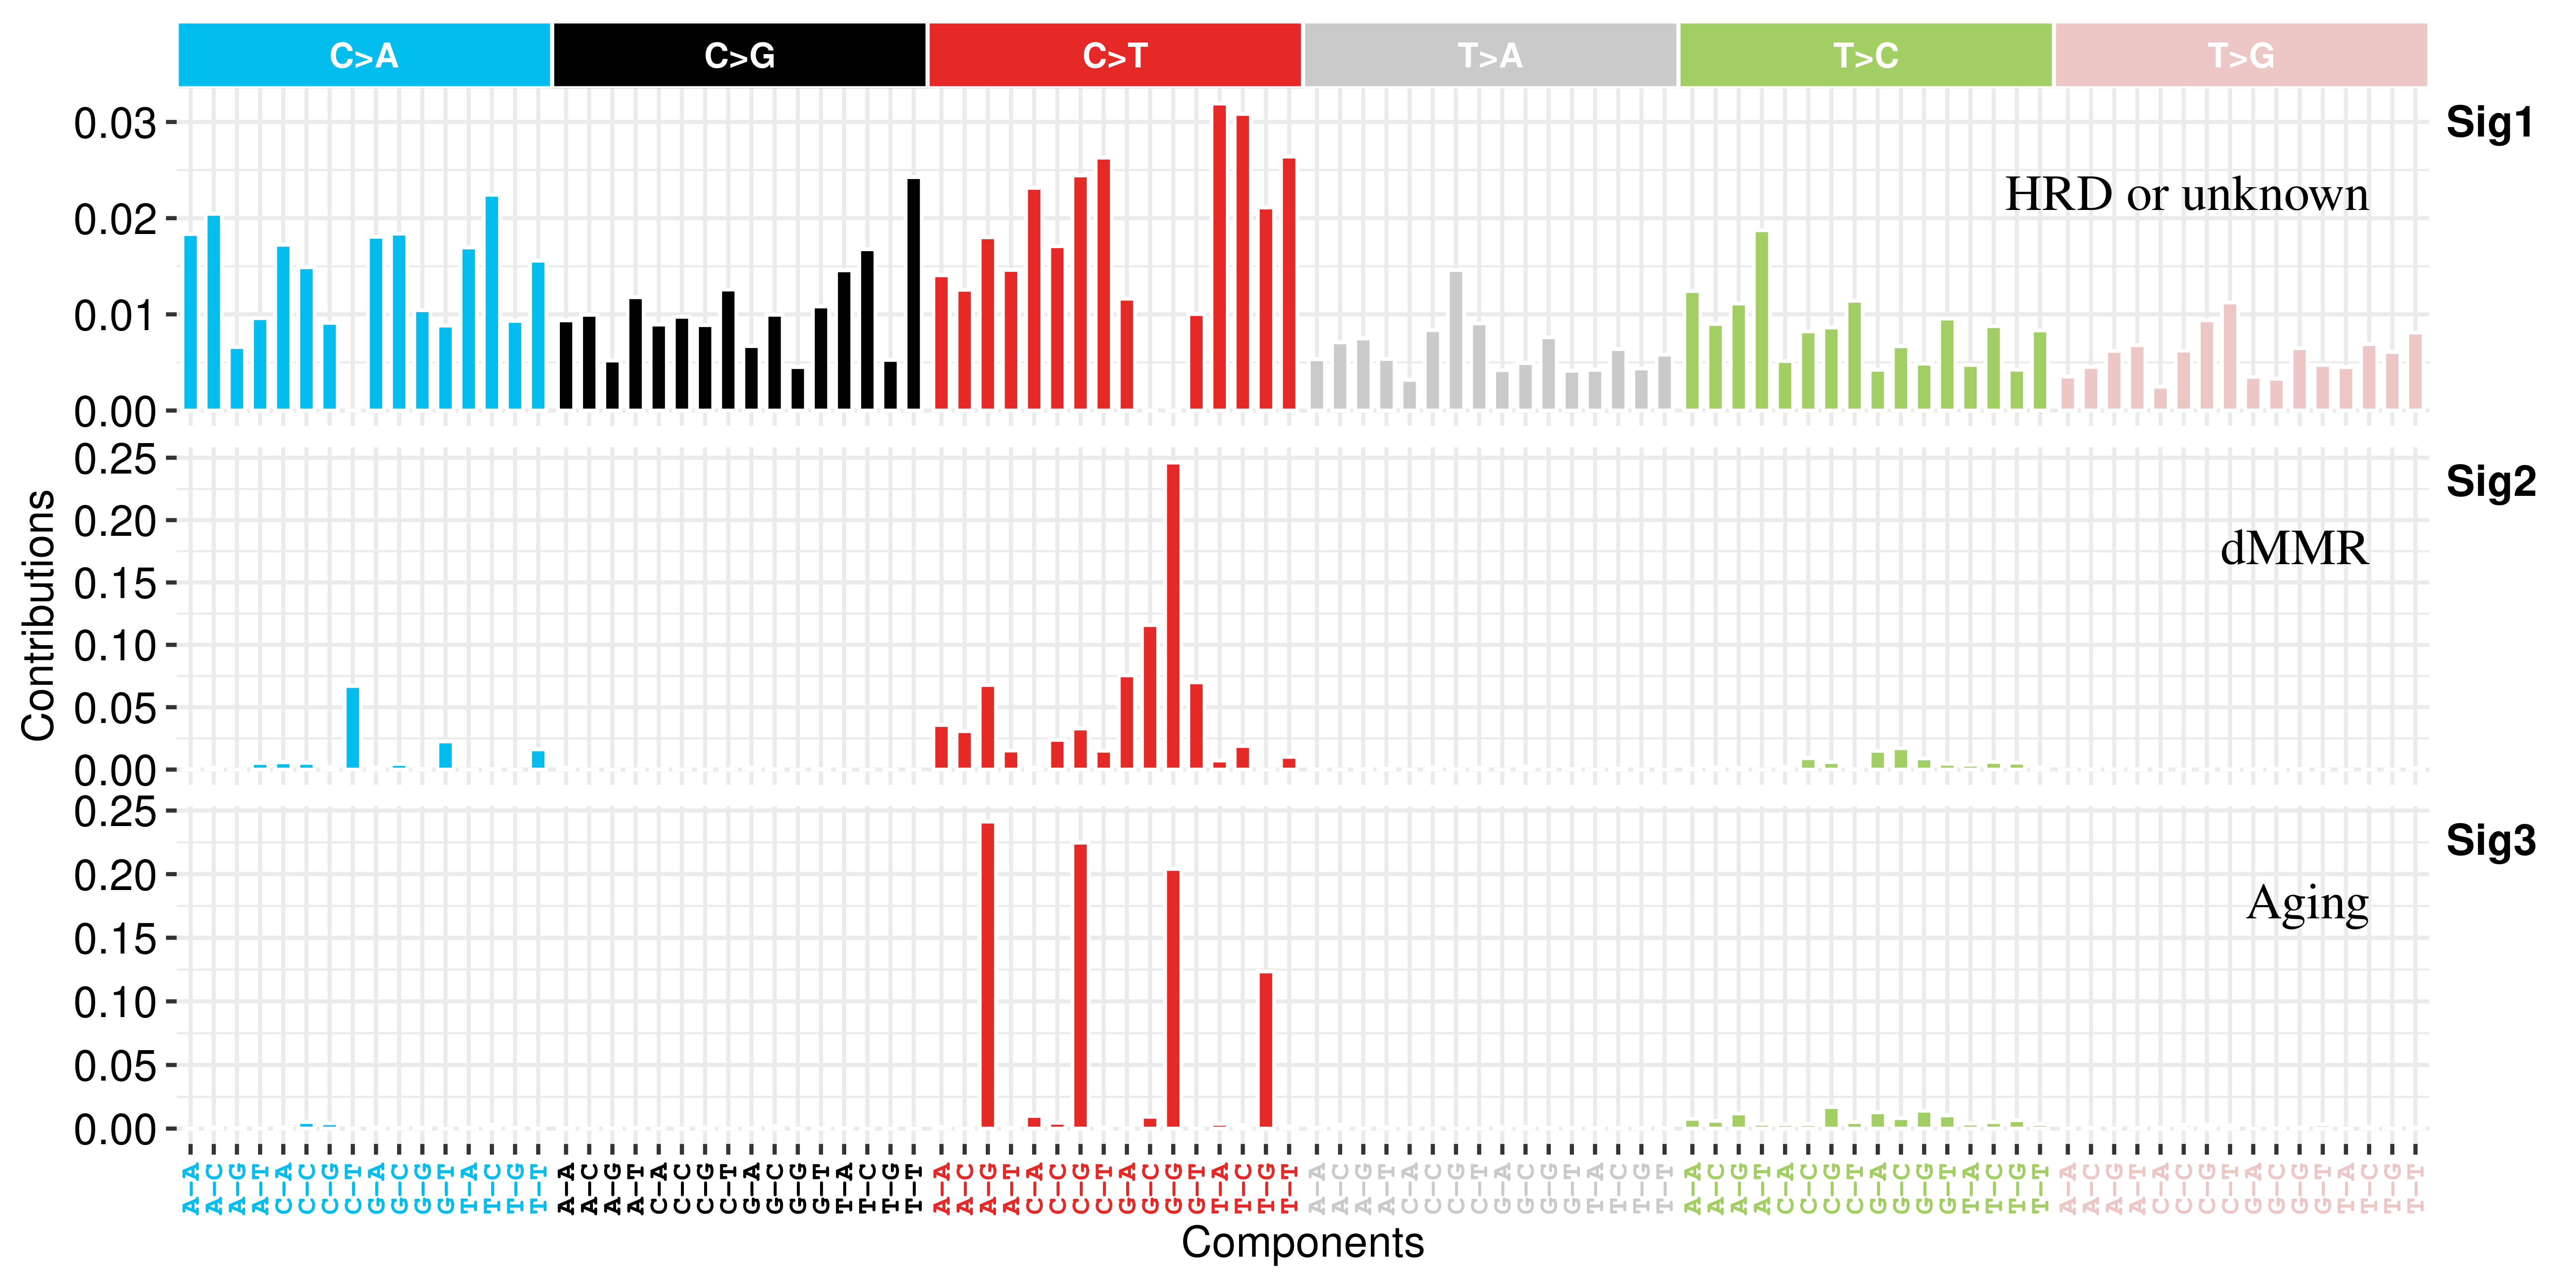 C>A C>G C>T T>A T>C T>G
Sig1
HRD or unknown
0.03
0.02
0.01
0.00
Sig2
dMMR
0.25
0.20
0.15
0.10
0.05
0.00
Sig3
Aging
0.25
0.20
0.15
0.10
0.05
0.00
Contributions
A–A A–C A–G A–T C–A C–C C–G C–T G–A G–C G–G G–T T–A T–C T–G T–T A–A A–C A–G A–T C–A C–C C–G C–T G–A G–C G–G G–T T–A T–C T–G T–T A–A A–C A–G A–T C–A C–C C–G C–T G–A G–C G–G G–T T–A T–C T–G T–T A–A A–C A–G A–T C–A C–C C–G C–T G–A G–C G–G G–T T–A T–C T–G T–T A–A A–C A–G A–T C–A C–C C–G C–T G–A G–C G–G G–T T–A T–C T–G T–T A–A A–C A–G A–T C–A C–C C–G C–T G–A G–C G–G G–T T–A T–C T–G T–T
Components